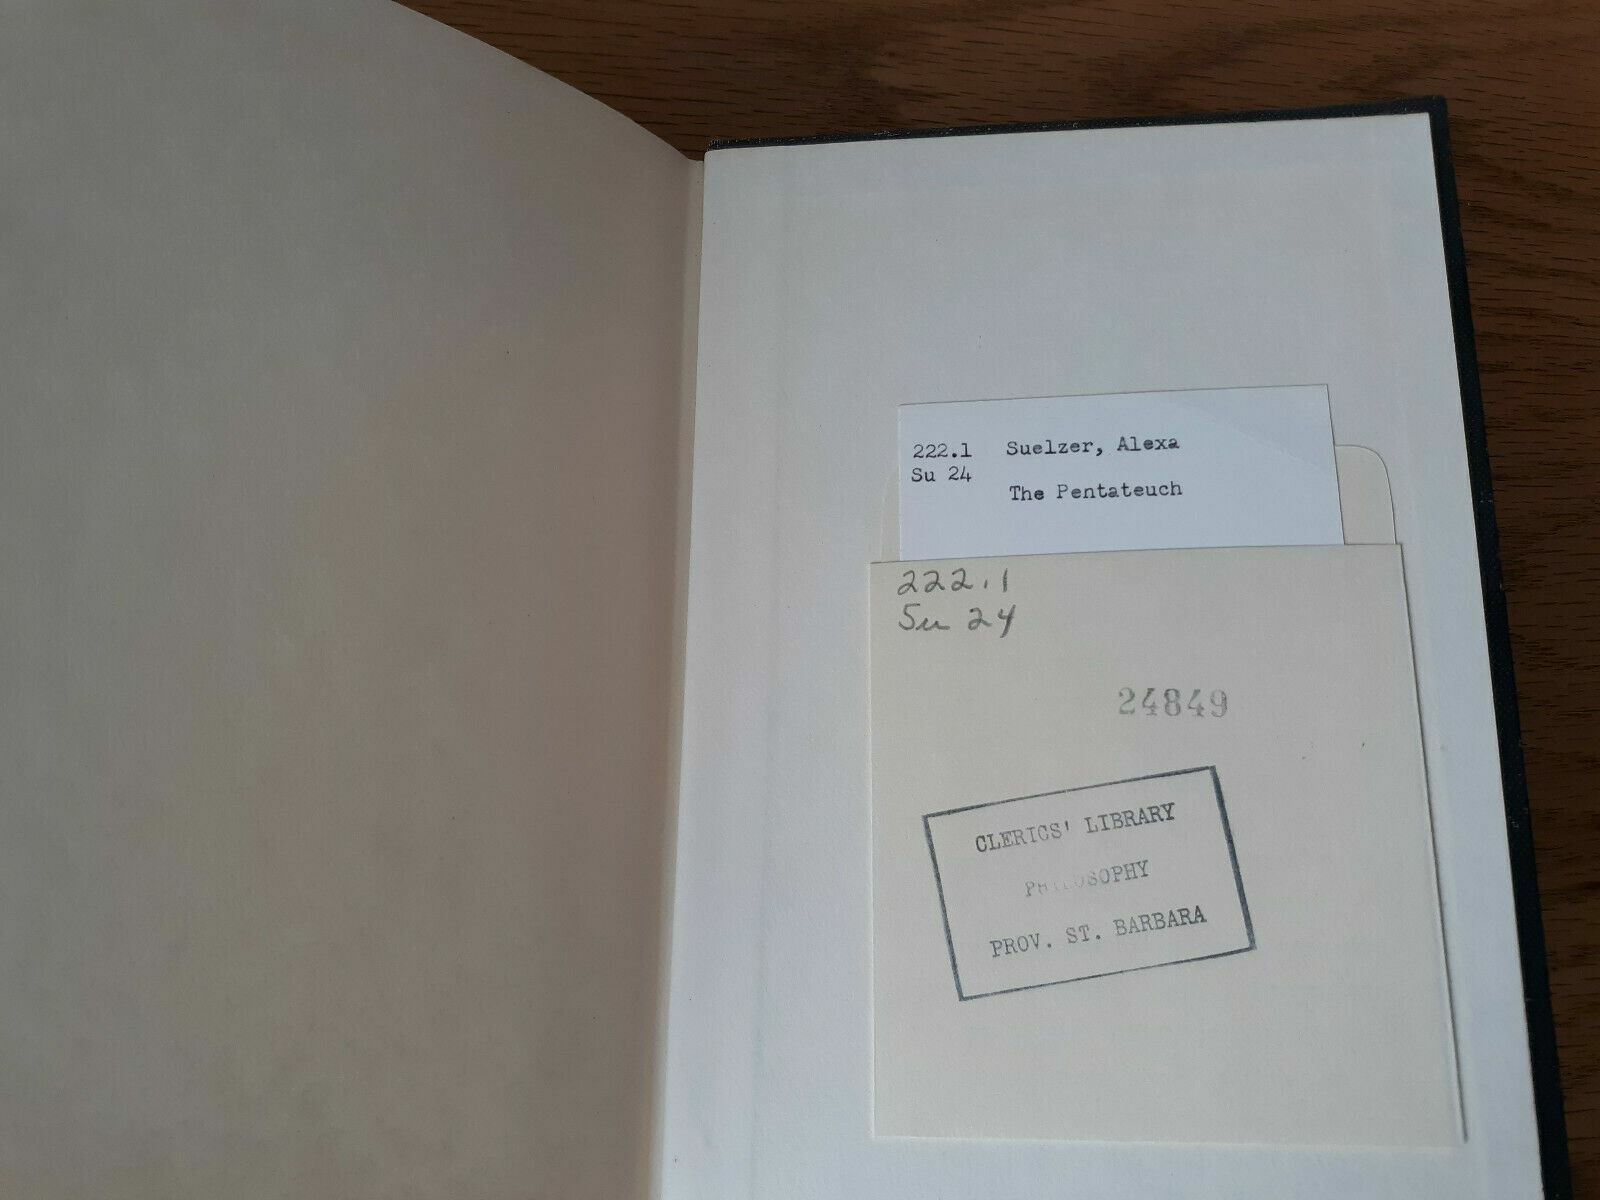 222.1 Suelzer, Alexa
Su 24
The Pentateuch
222.1
Su 24
24849
CLERICS' LIBRARY
PHILOSOPHY
PROV. ST. BARBARA